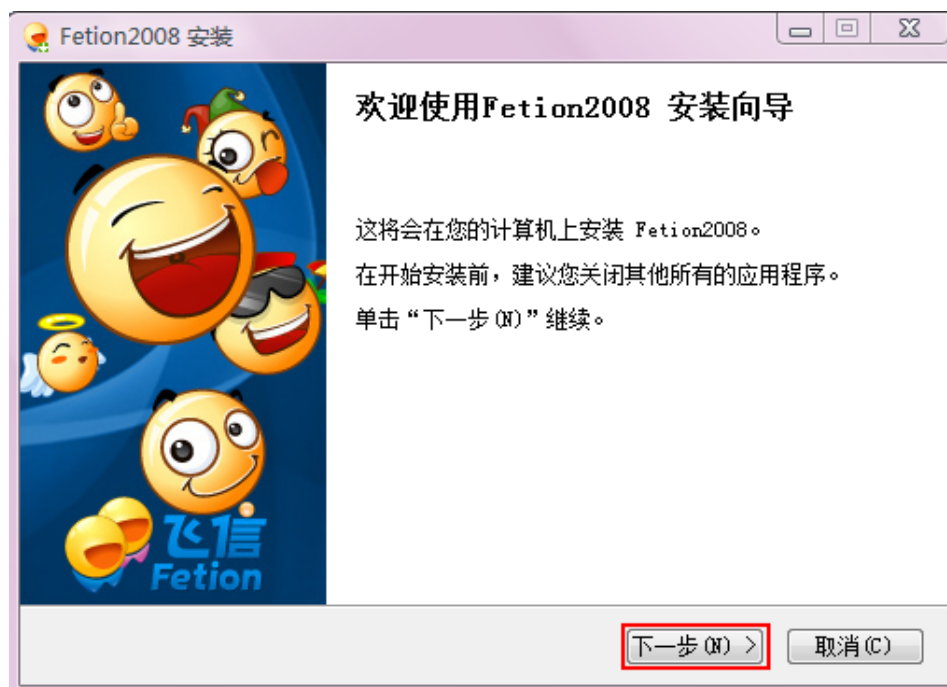 Fetion2008 安装
欢迎使用Fetion2008 安装向导
这将会在您的计算机上安装 Fetion2008。
在开始安装前，建议您关闭其他所有的应用程序。
单击“下一步(N)”继续。
飞信
Fetion
下一步(N) >
取消(C)